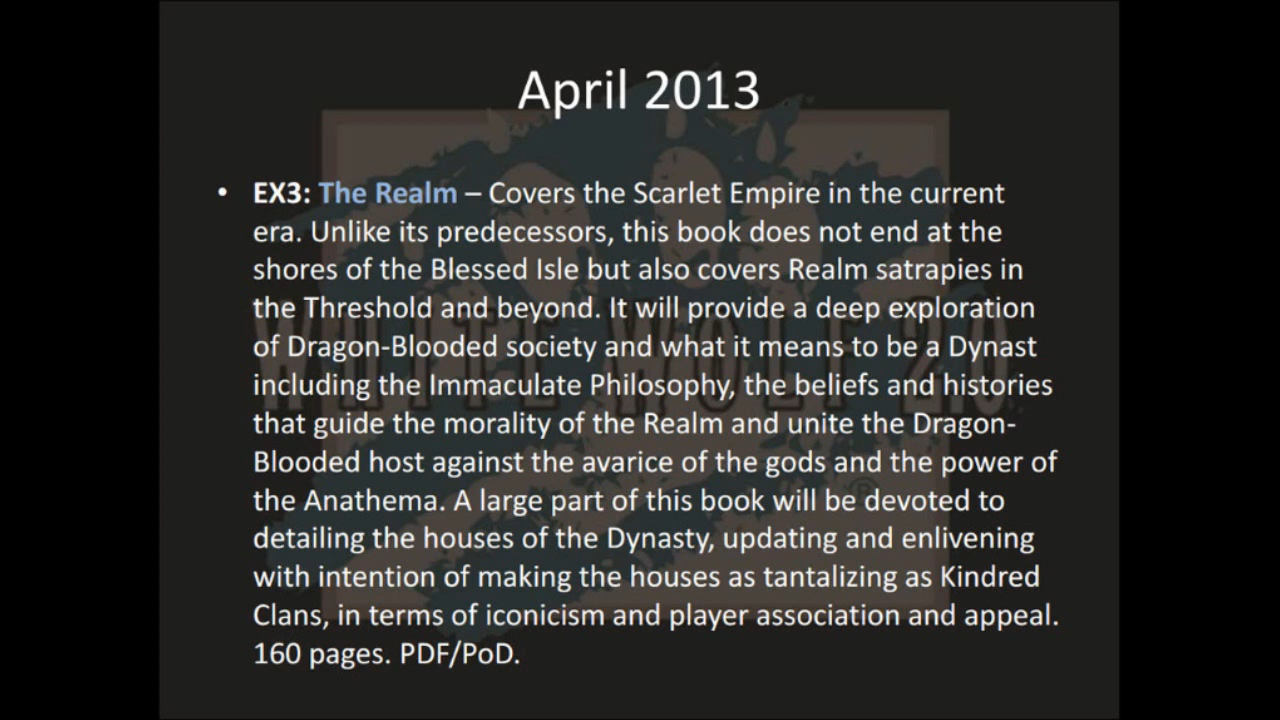 April 2013
• EX3: The Realm – Covers the Scarlet Empire in the current
era. Unlike its predecessors, this book does not end at the
shores of the Blessed Isle but also covers Realm satrapies in
the Threshold and beyond. It will provide a deep exploration
of Dragon-Blooded society and what it means to be a Dynast
including the Immaculate Philosophy, the beliefs and histories
that guide the morality of the Realm and unite the Dragon-
Blooded host against the avarice of the gods and the power of
the Anathema. A large part of this book will be devoted to
detailing the houses of the Dynasty, updating and enlivening
with intention of making the houses as tantalizing as Kindred
Clans, in terms of iconicism and player association and appeal.
160 pages. PDF/PoD.
WHITE WOLF 20
®